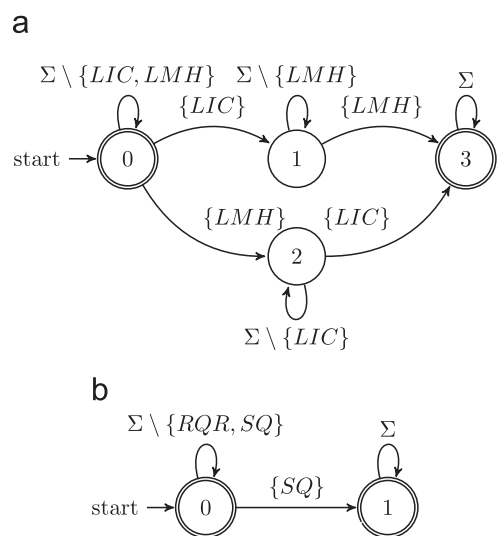 a
Σ \ {LIC, LMH} Σ \ {LMH}
{LIC} {LMH} Σ
start 0 1 3
{LMH} {LIC}
2
Σ \ {LIC}
b
Σ \ {RQR, SQ} Σ
{SQ}
start 0 1